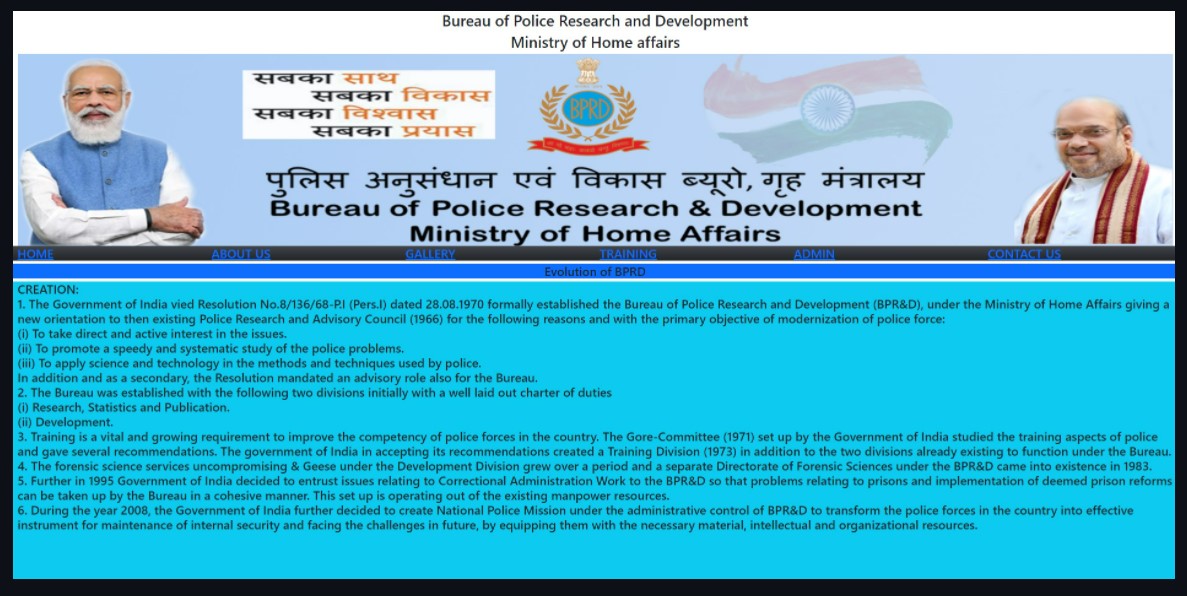 Bureau of Police Research and Development
Ministry of Home affairs
सबका साथ
सबका विकास
सबका विश्वास
सबका प्रयास
BPRD
पुलिस अनुसंधान एवं विकास ब्यूरो, गृह मंत्रालय
Bureau of Police Research & Development
Ministry of Home Affairs
HOME ABOUT US GALLERY TRAINING ADMIN CONTACT US
Evolution of BPRD
CREATION:
1. The Government of India vied Resolution No.8/136/68-P.I (Pers.I) dated 28.08.1970 formally established the Bureau of Police Research and Development (BPR&D), under the Ministry of Home Affairs giving a
new orientation to then existing Police Research and Advisory Council (1966) for the following reasons and with the primary objective of modernization of police force:
(i) To take direct and active interest in the issues.
(ii) To promote a speedy and systematic study of the police problems.
(iii) To apply science and technology in the methods and techniques used by police.
In addition and as a secondary, the Resolution mandated an advisory role also for the Bureau.
2. The Bureau was established with the following two divisions initially with a well laid out charter of duties
(i) Research, Statistics and Publication.
(ii) Development.
3. Training is a vital and growing requirement to improve the competency of police forces in the country. The Gore-Committee (1971) set up by the Government of India studied the training aspects of police
and gave several recommendations. The government of India in accepting its recommendations created a Training Division (1973) in addition to the two divisions already existing to function under the Bureau.
4. The forensic science services uncompromising & Geese under the Development Division grew over a period and a separate Directorate of Forensic Sciences under the BPR&D came into existence in 1983.
5. Further in 1995 Government of India decided to entrust issues relating to Correctional Administration Work to the BPR&D so that problems relating to prisons and implementation of deemed prison reforms
can be taken up by the Bureau in a cohesive manner. This set up is operating out of the existing manpower resources.
6. During the year 2008, the Government of India further decided to create National Police Mission under the administrative control of BPR&D to transform the police forces in the country into effective
instrument for maintenance of internal security and facing the challenges in future, by equipping them with the necessary material, intellectual and organizational resources.